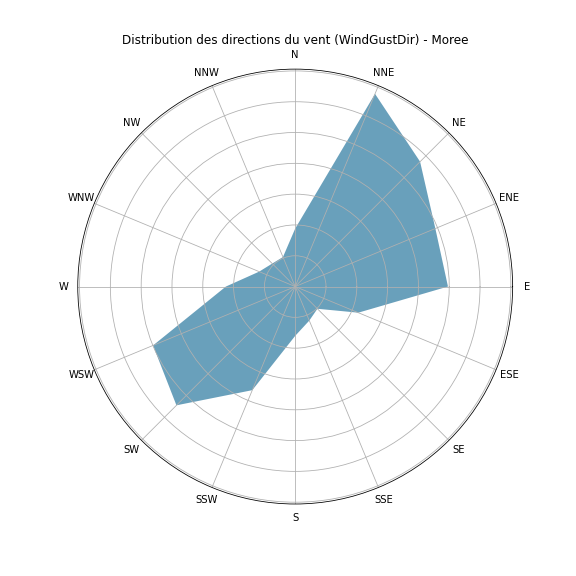 Distribution des directions du vent (WindGustDir) - Moree
N
NNW
NNE
NW
NE
WNW
ENE
W
E
WSW
ESE
SW
SE
SSW
SSE
S